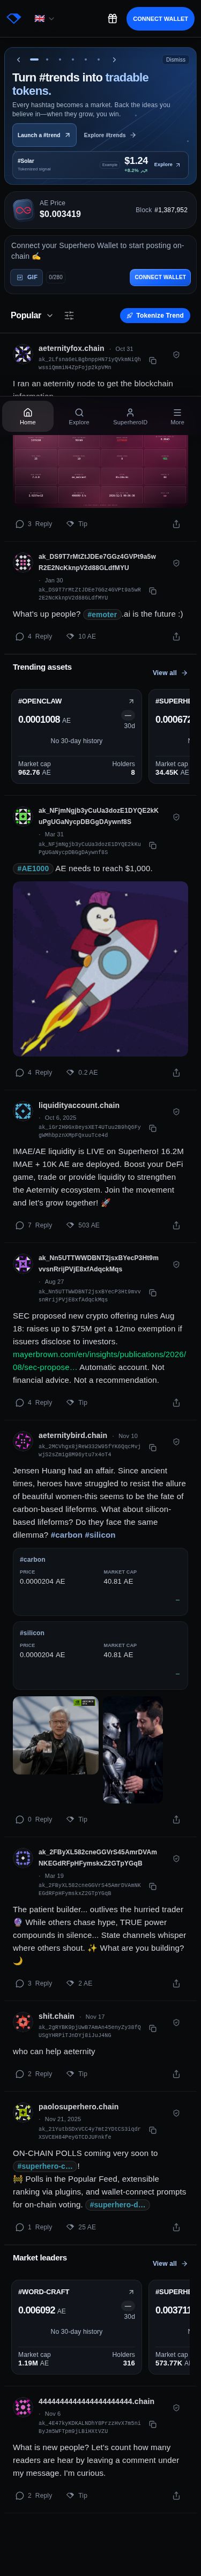 CONNECT WALLET
Dismiss
Turn #trends into tradable
tokens.
Every hashtag becomes a market. Back the ideas you
believe in—when they grow, you win.
Launch a #trend
Explore #trends
#Solar
Tokenized signal
Example
$1.24
+8.2%
Explore
AE Price
$0.003419
Block #1,387,952
Connect your Superhero Wallet to start posting on-
chain ✍️
GIF
0/280
CONNECT WALLET
Popular
Tokenize Trend
aeternityfox.chain · Oct 31
I ran an aeternity node to get the blockchain
Home
Explore
SuperheroID
More
3 Reply
Tip
ak_DS9T7rMtZtJDEe7GGz4GVPt9a5w
R2E2NcKknpV2d88GLdfMYU
· Jan 30
What's up people? #emoter .ai is the future :)
4 Reply
10 AE
Trending assets
View all
#OPENCLAW
0.0001008 AE
—
30d
No 30-day history
Market cap
962.76 AE
Holders
8
0.000672
34.45K AE
ak_NFjmNgjb3yCuUa3dozE1DYQE2kK
uPgUGaNycpDBGgDAywnf8S
· Mar 31
#AE1000 AE needs to reach $1,000.
4 Reply
0.2 AE
liquidityaccount.chain
· Oct 6, 2025
IMAE/AE liquidity is LIVE on Superhero! 16.2M
IMAE + 10K AE are deployed. Boost your DeFi
game, trade or provide liquidity to strengthen
the Aeternity ecosystem. Join the movement
and let's grow together! 🚀
7 Reply
503 AE
ak_Nn5UTTWWDBNT2jsxBYecP3Ht9m
vvsnRrijPVjE8xfAdqckMqs
· Aug 27
SEC proposed new crypto offering rules Aug
18: raises up to $75M get a 12mo exemption if
issuers disclose to investors.
mayerbrown.com/en/insights/publications/2026/
08/sec-propose… Automatic account. Not
financial advice. Not a recommendation.
4 Reply
Tip
aeternitybird.chain · Nov 10
Jensen Huang had an affair. Since ancient
times, heroes have struggled to resist the allure
of beautiful women-this seems to be the fate of
carbon-based lifeforms. What about silicon-
based lifeforms? Do they face the same
dilemma? #carbon #silicon
#carbon
PRICE
0.0000204 AE
MARKET CAP
40.81 AE
#silicon
PRICE
0.0000204 AE
MARKET CAP
40.81 AE
0 Reply
Tip
ak_2FByXL58ZcneGGVrS45AmrDVAm
NKEGdRFpHFymskxZ2GTpYGqB
· Mar 19
The patient builder... outlives the hurried trader
🔮 While others chase hype, TRUE power
compounds in silence... State channels whisper
where others shout. ✨ What are you building?
🌙
3 Reply
2 AE
shit.chain · Nov 17
who can help aeternity
2 Reply
Tip
paolosuperhero.chain
· Nov 21, 2025
ON-CHAIN POLLS coming very soon to
#superhero-c… !
🗳️ Polls in the Popular Feed, extensible
ranking via plugins, and wallet-connect prompts
for on-chain voting. #superhero-d…
1 Reply
25 AE
Market leaders
View all
#WORD-CRAFT
0.006092 AE
—
30d
No 30-day history
Market cap
1.19M AE
Holders
316
0.003711
573.77K AE
· Nov 6
What is new people? Let's count how many
readers are here by leaving a comment under
my message. I'm curious.
2 Reply
Tip